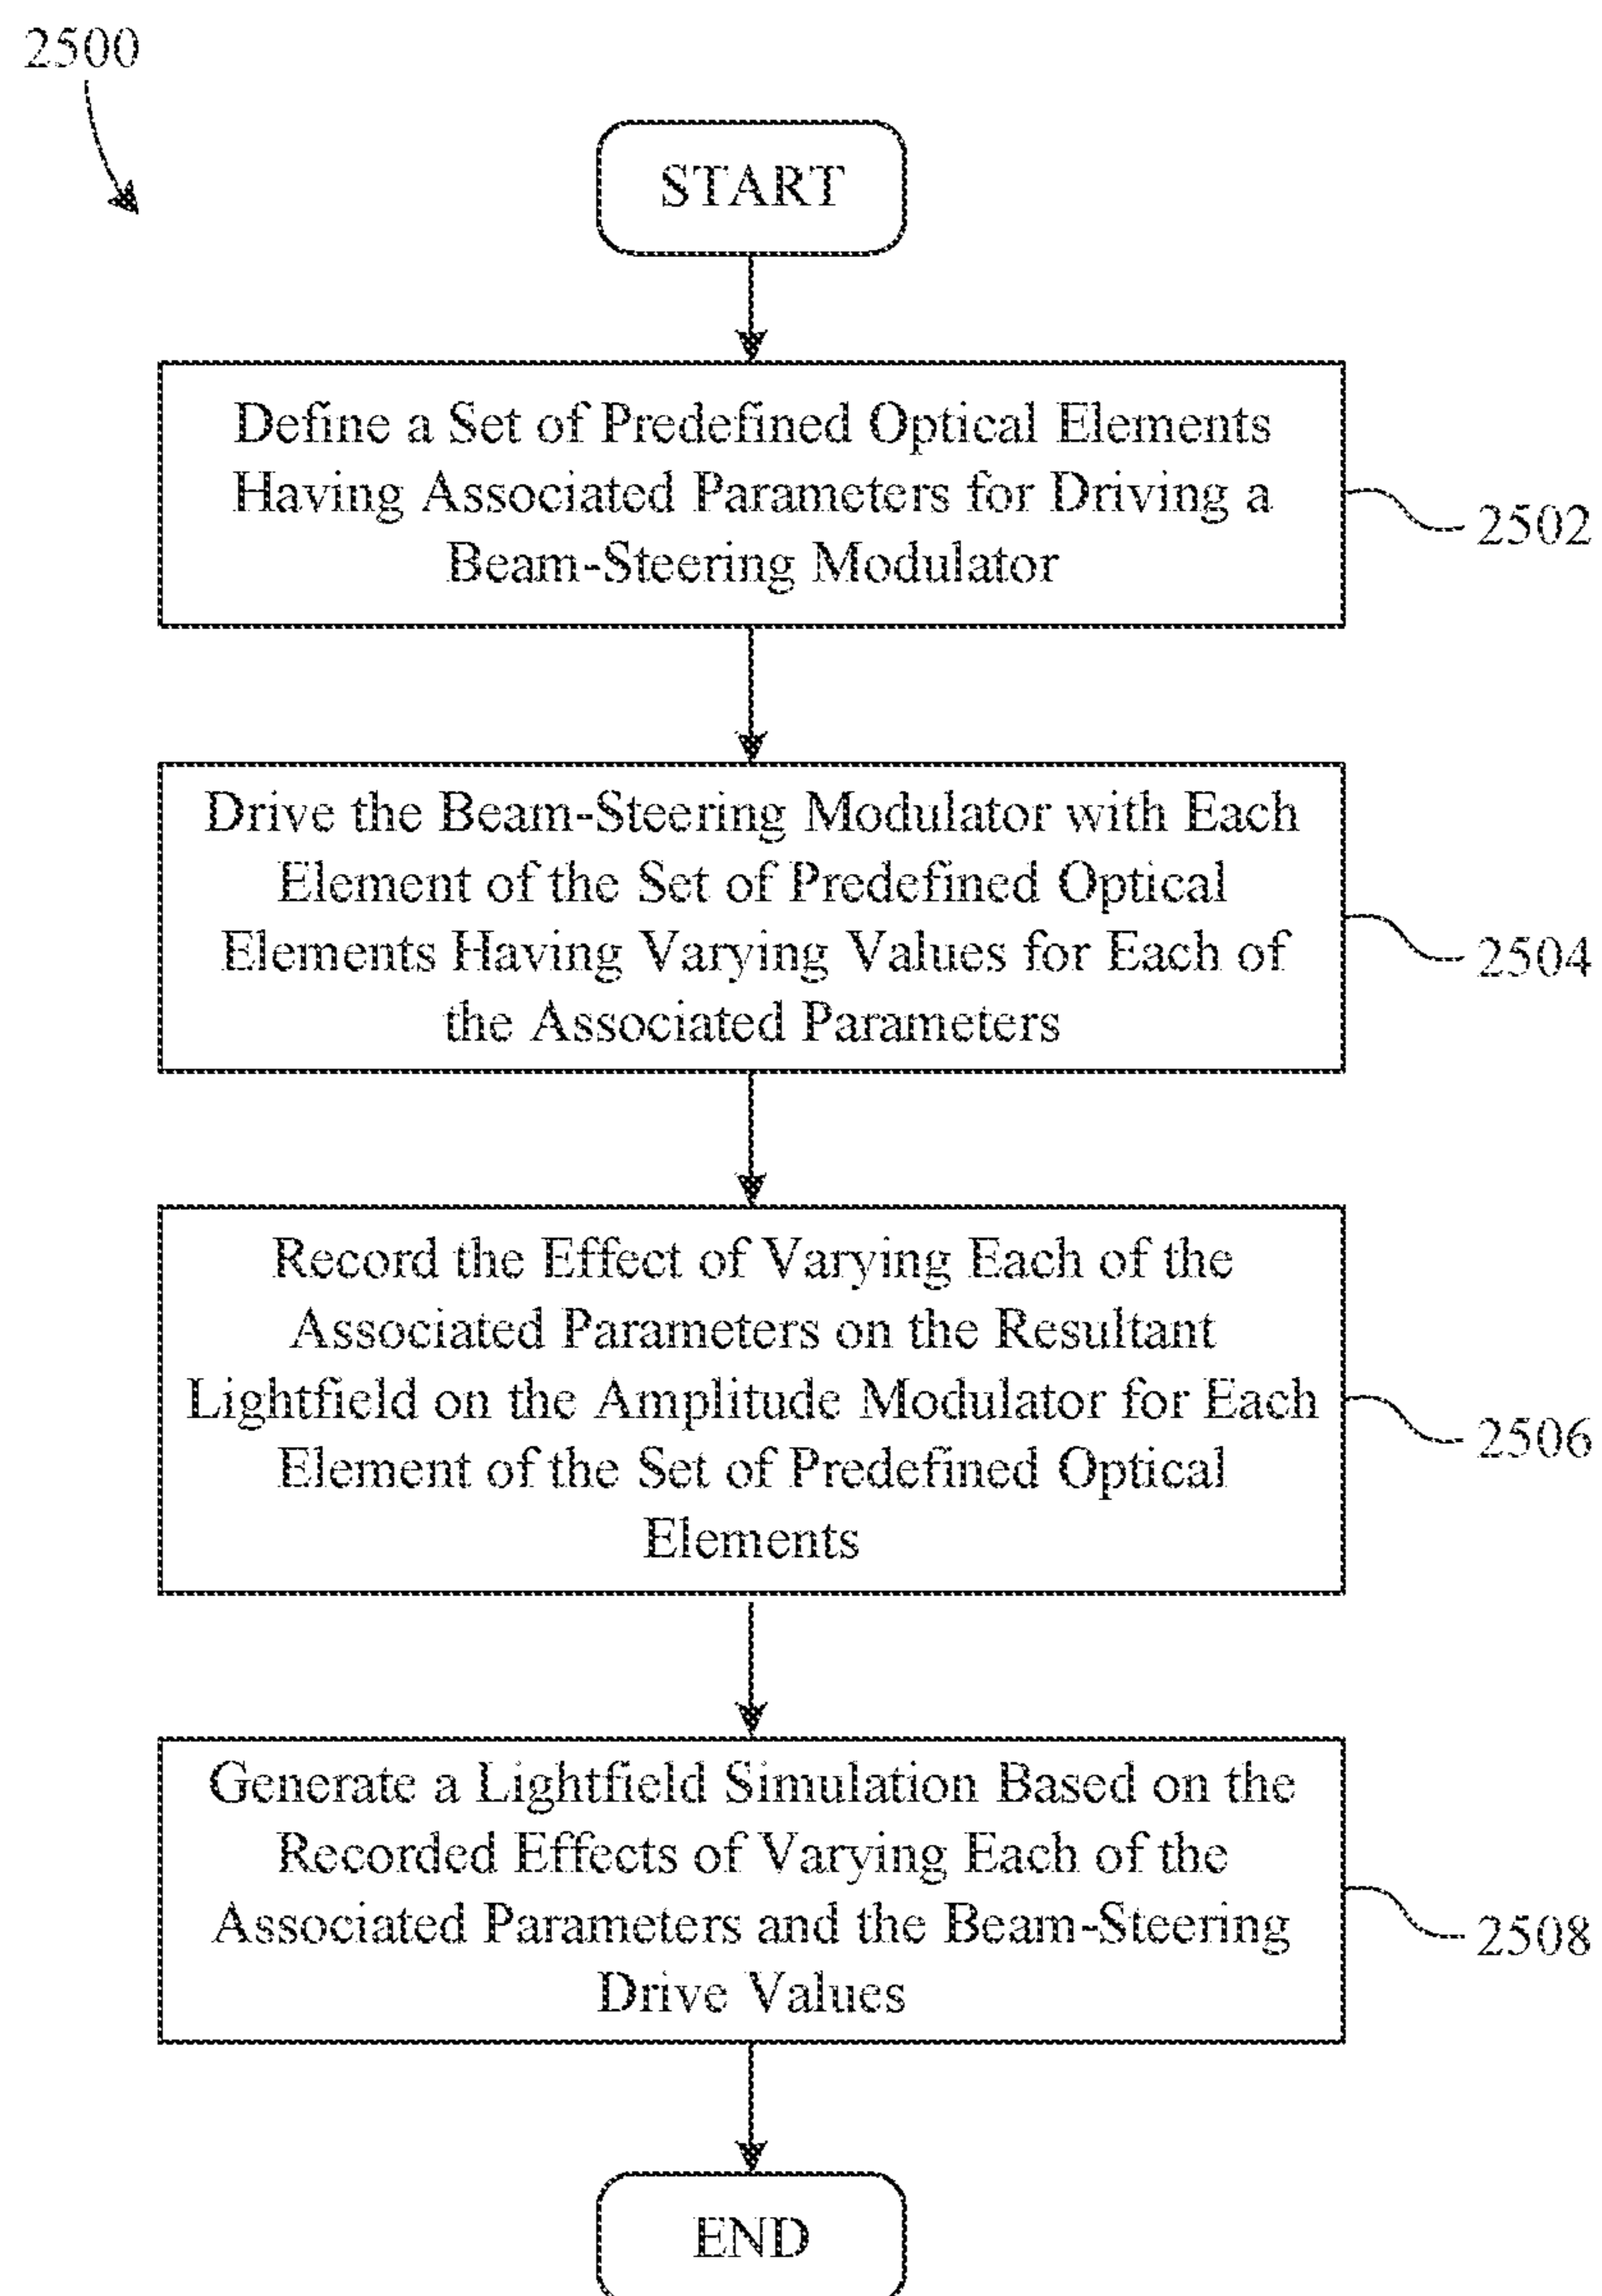 2500
START
Define a Set of Predefined Optical Elements
Having Associated Parameters for Driving a
Beam-Steering Modulator
2502
Drive the Beam-Steering Modulator with Each
Element of the Set of Predefined Optical
Elements Having Varying Values for Each of
the Associated Parameters
2504
Record the Effect of Varying Each of the
Associated Parameters on the Resultant
Lightfield on the Amplitude Modulator for Each
Element of the Set of Predefined Optical
Elements
2506
Generate a Lightfield Simulation Based on the
Recorded Effects of Varying Each of the
Associated Parameters and the Beam-Steering
Drive Values
2508
END